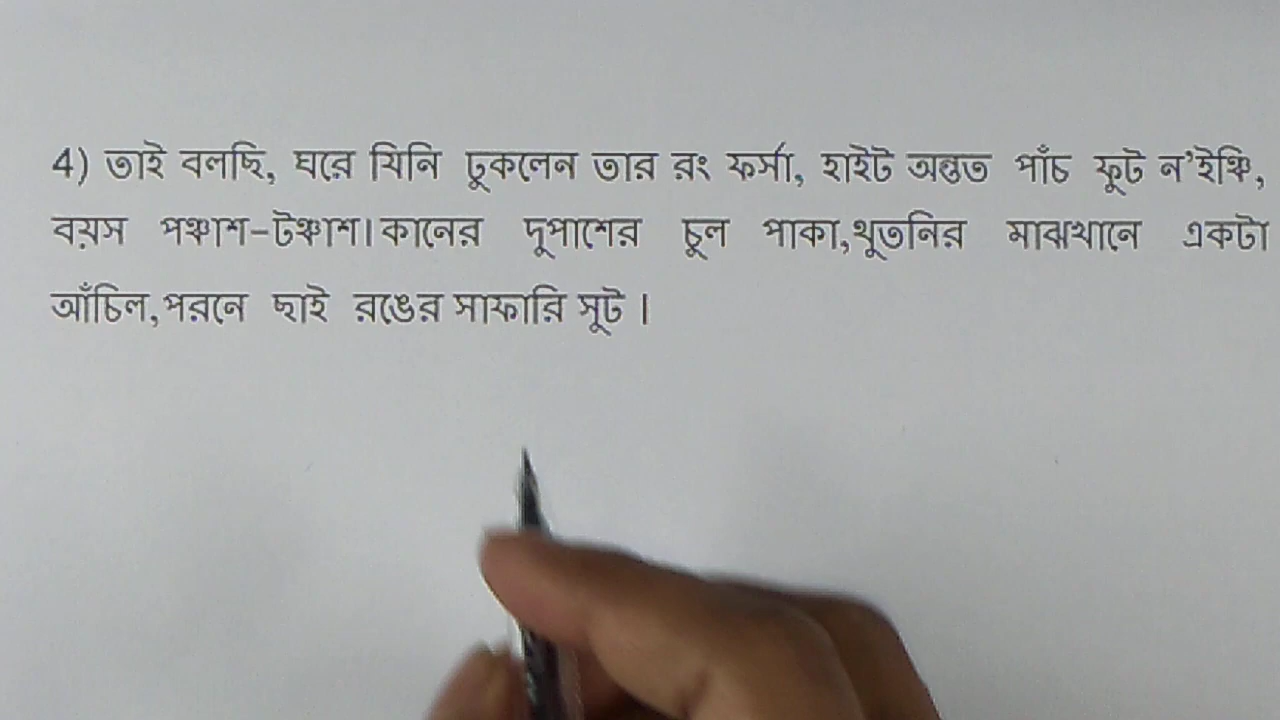 4) তাই বলছি, ঘরে যিনি ঢুকলেন তার রং ফর্সা, হাইট অন্তত পাঁচ ফুট ন'ইঞ্চি,
বয়স পঞ্চাশ-টঞ্চাশ।কানের দুপাশের চুল পাকা,থুতনির মাঝখানে একটা
আঁচিল,পরনে ছাই রঙের সাফারি সূট ।